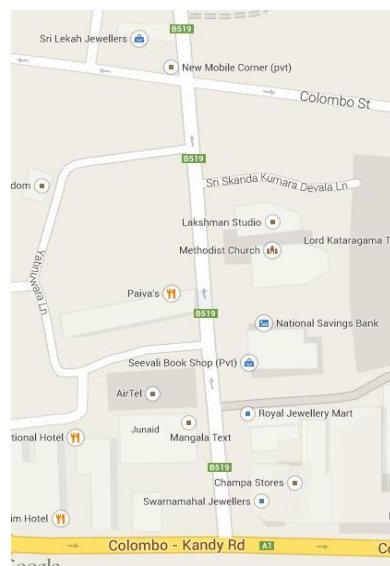 B519
Sri Lekah Jewellers
New Mobile Corner (pvt)
Colombo St
B519
Sri Skanda Kumara Devala Ln
dom
Lakshman Studio
Methodist Church
Lord Kataragama T
Yatinuwara Ln
Paiva's
B519
National Savings Bank
Seevali Book Shop (Pvt)
AirTel
Royal Jewellery Mart
Junaid
Mangala Text
tional Hotel
B519
Champa Stores
Swarnamahal Jewellers
im Hotel
Colombo - Kandy Rd
A1
Co
Google